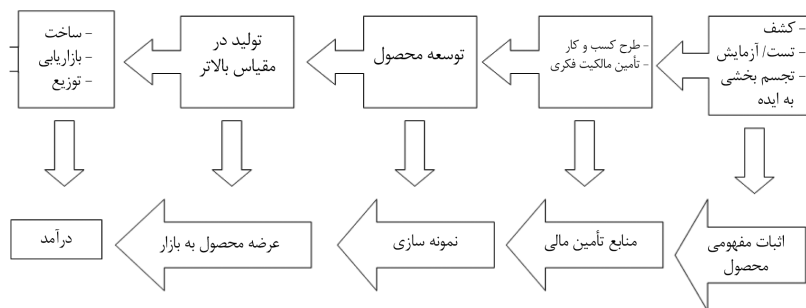 - کشف
- تست/ آزمایش
- تجسم بخشی
به ایده
- طرح کسب و کار
- تأمین مالکیت فکری
توسعه محصول
تولید در
مقیاس بالاتر
- ساخت
- بازاریابی
- توزیع
اثبات مفهومی
محصول
منابع تأمین مالی
نمونه سازی
عرضه محصول به بازار
درآمد